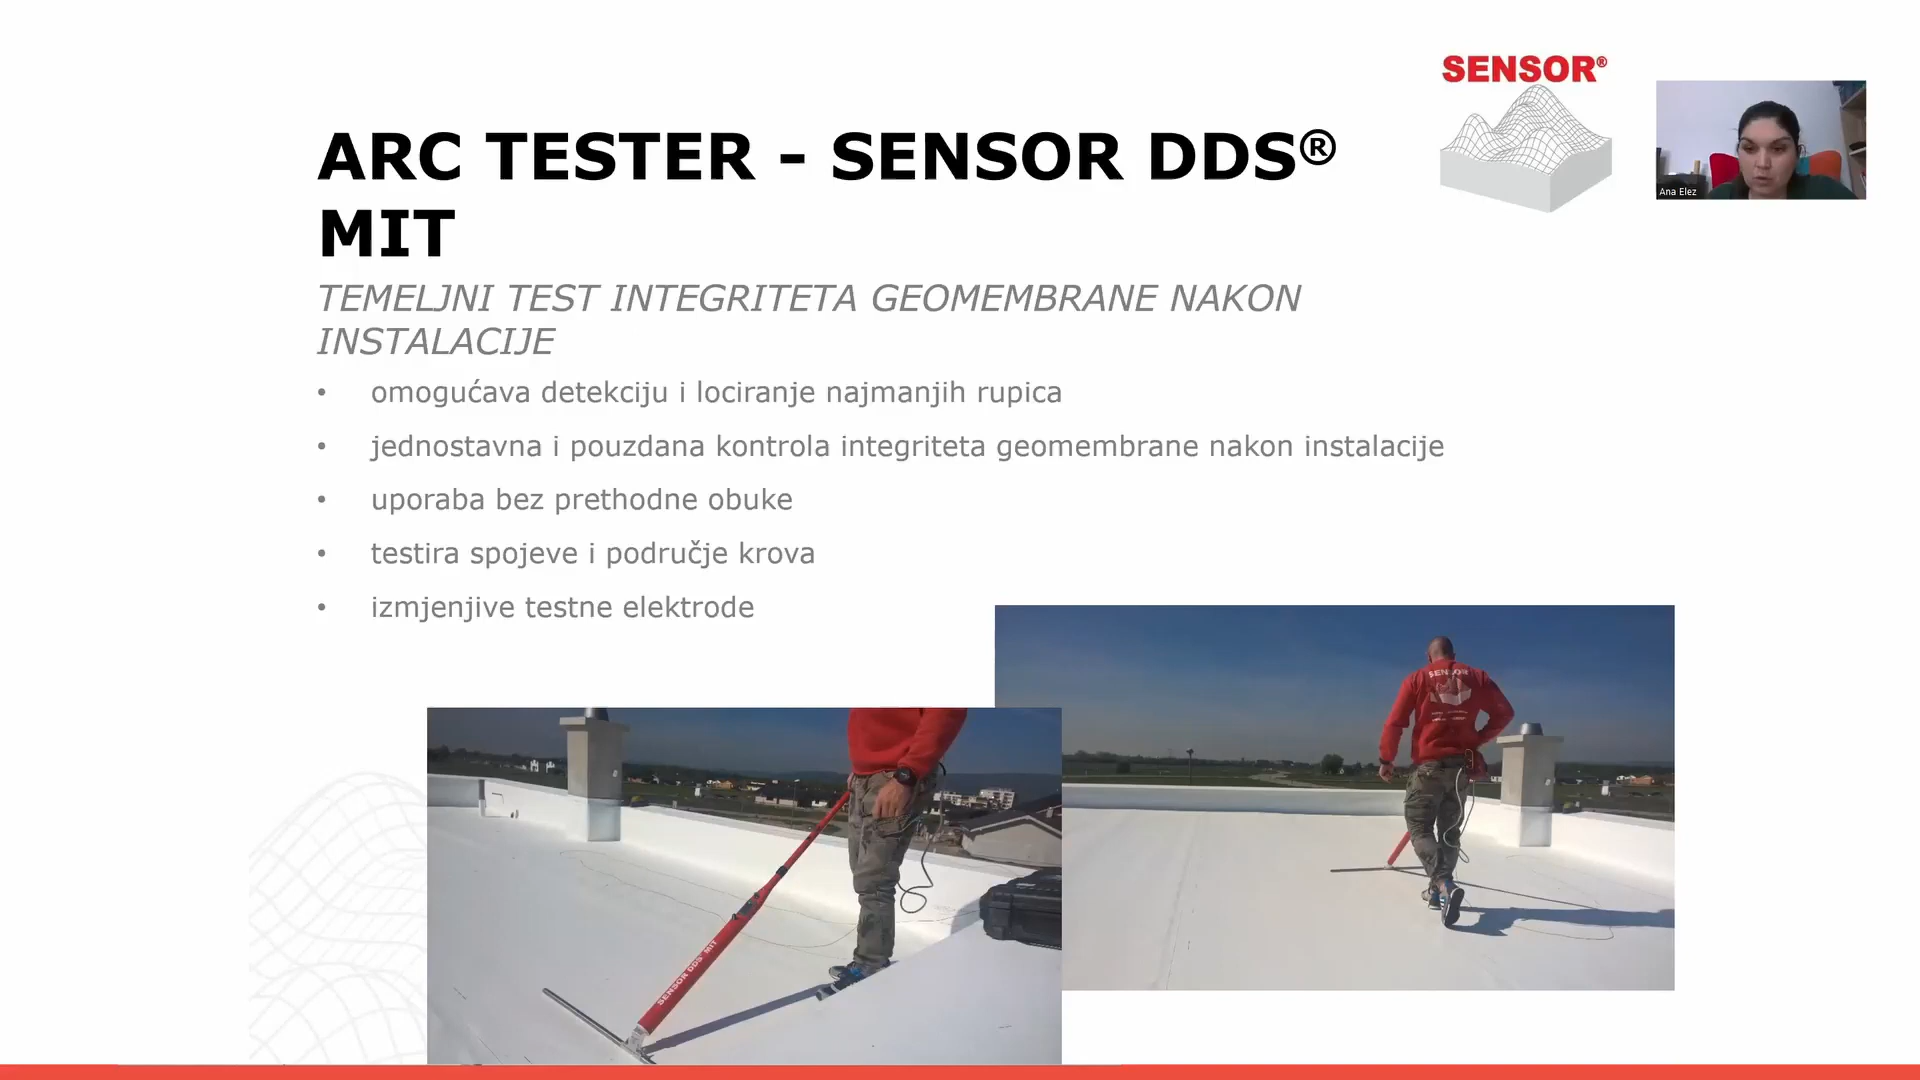 SENSOR®
ARC TESTER – SENSOR DDS®
MIT
TEMELJNI TEST INTEGRITETA GEOMEMBRANE NAKON
INSTALACIJE
• omogućava detekciju i lociranje najmanjih rupica
• jednostavna i pouzdana kontrola integriteta geomembrane nakon instalacije
• uporaba bez prethodne obuke
• testira spojeve i područje krova
• izmjenjive testne elektrode
Ana Elez
SENSOR
SENSOR DDS MIT